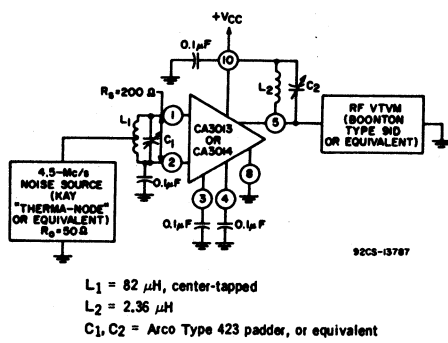 +VCC
0.1µF
10
L2
C2
RS=200 Ω
L1
1
C1
CA3013
OR
CA3014
5
RF VTVM
(BOONTON
TYPE 91D
OR EQUIVALENT)
2
8
0.1µF
3
4
4.5-Mc/s
NOISE SOURCE
(KAY
"THERMA-NODE"
OR EQUIVALENT)
RO=50Ω
0.1µF
0.1µF
92CS-13787
L1 = 82 µH, center-tapped
L2 = 2.36 µH
C1, C2 = Arco Type 423 padder, or equivalent